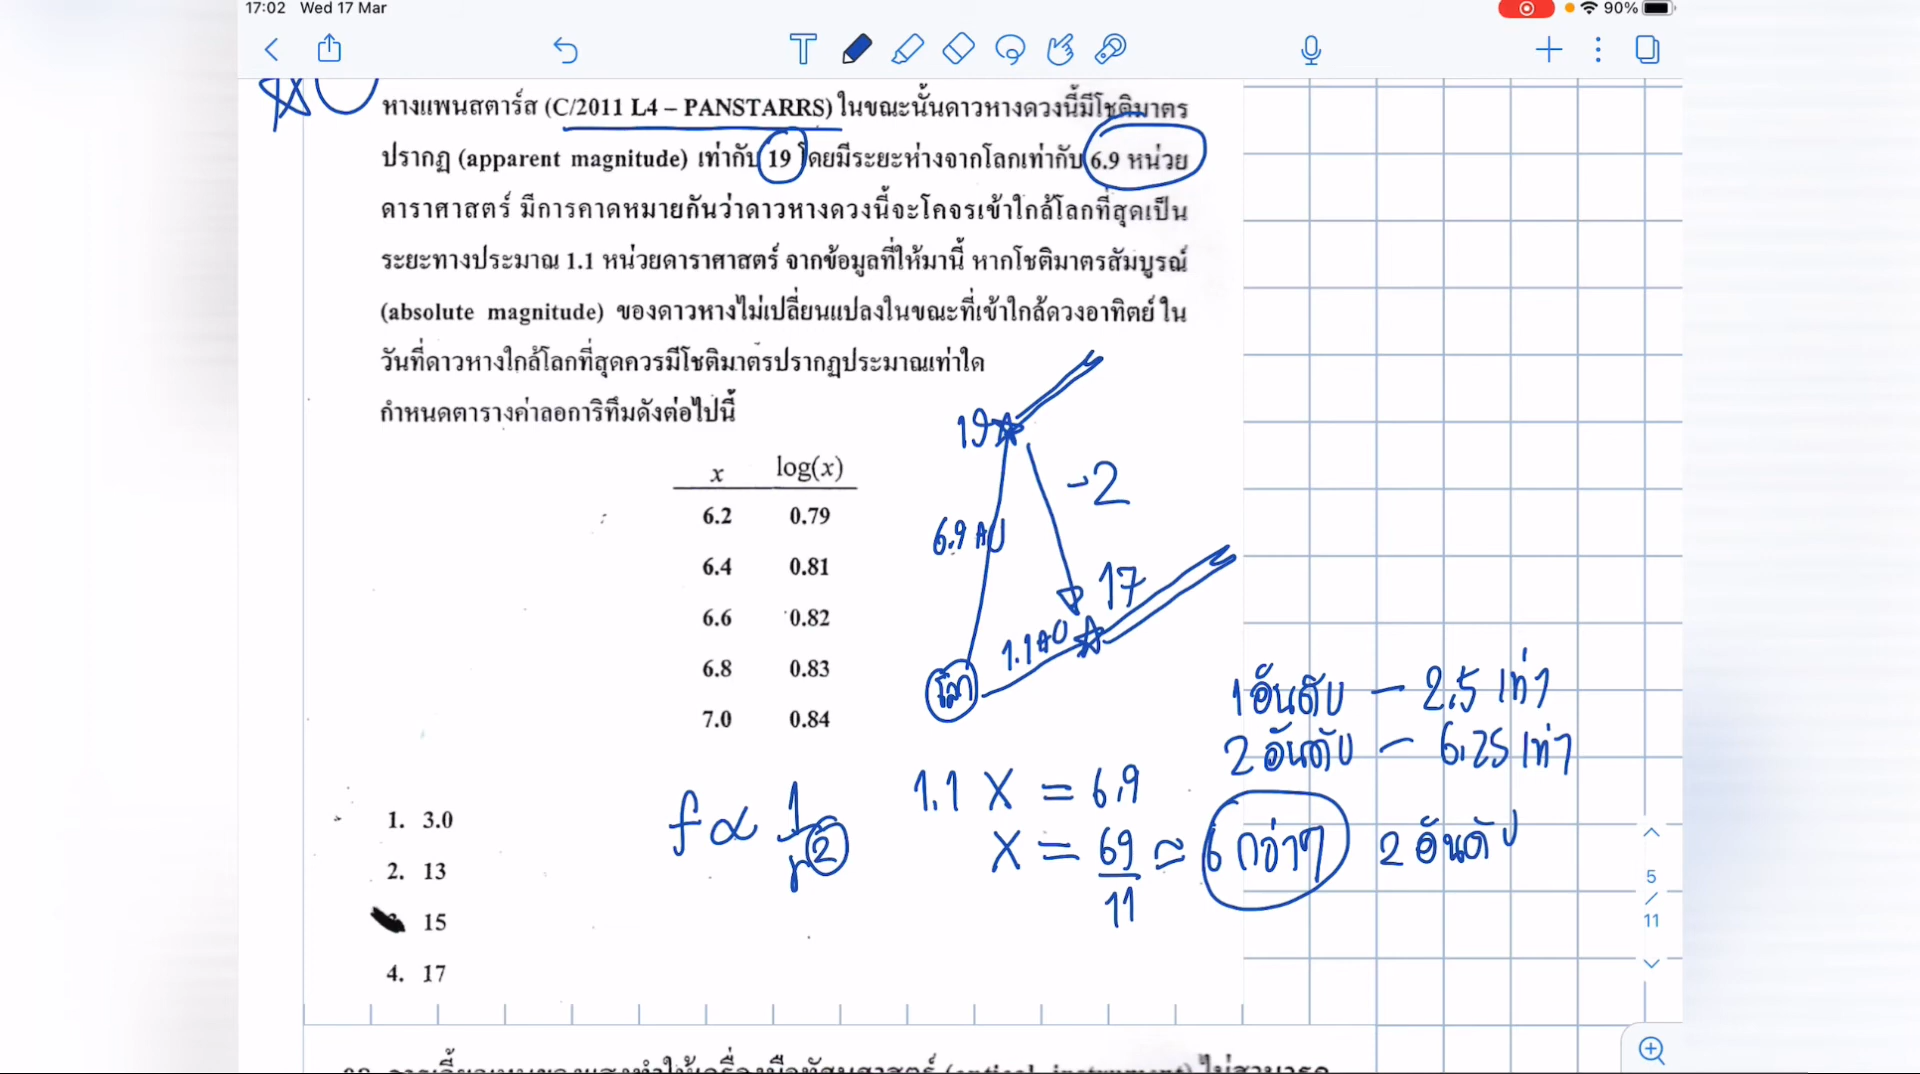 17:02 Wed 17 Mar
90%
หางแพนสตาร์ส (C/2011 L4 – PANSTARRS) ในขณะนั้นดาวหางดวงนี้มีโชติมาตร
ปรากฏ (apparent magnitude) เท่ากับ 19 โดยมีระยะห่างจากโลกเท่ากับ 6.9 หน่วย
ดาราศาสตร์ มีการคาดหมายกันว่าดาวหางดวงนี้จะโคจรเข้าใกล้โลกที่สุดเป็น
ระยะทางประมาณ 1.1 หน่วยดาราศาสตร์ จากข้อมูลที่ให้มานี้ หากโชติมาตรสัมบูรณ์
(absolute magnitude) ของดาวหางไม่เปลี่ยนแปลงในขณะที่เข้าใกล้ดวงอาทิตย์ ใน
วันที่ดาวหางใกล้โลกที่สุดควรมีโชติมาตรปรากฏประมาณเท่าใด
กำหนดตารางค่าลอการิทึมดังต่อไปนี้
x log(x)
6.2 0.79
6.4 0.81
6.6 0.82
6.8 0.83
7.0 0.84
19
-2
6.9 AU
17
1.1 AU
โลก
1 อันดับ – 2.5 เท่า
2 อันดับ – 6.25 เท่า
f ∝ 1/r²
1.1 X = 6.9
X = 69/11 ≈ 6 กว่าๆ 2 อันดับ
1. 3.0
2. 13
15
4. 17
5
/
11